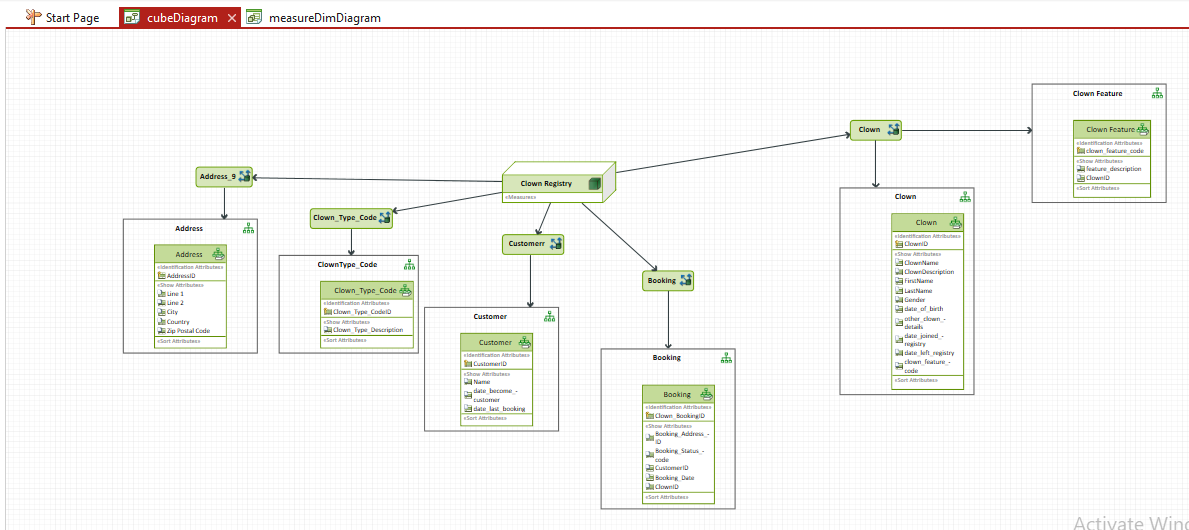 Start Page
cubeDiagram
measureDimDiagram
Clown Feature
Clown Feature
«Identification Attributes»
clown_feature_code
«Show Attributes»
feature_description
ClownID
«Sort Attributes»
Clown
Address_9
Clown Registry
«Measures»
Clown_Type_Code
Customerr
Booking
Address
Address
«Identification Attributes»
AddressID
«Show Attributes»
Line 1
Line 2
City
Country
Zip Postal Code
«Sort Attributes»
ClownType_Code
Clown_Type_Code
«Identification Attributes»
Clown_Type_CodeID
«Show Attributes»
Clown_Type_Description
«Sort Attributes»
Customer
Customer
«Identification Attributes»
CustomerID
«Show Attributes»
Name
date_become_-
customer
date_last_booking
«Sort Attributes»
Booking
Booking
«Identification Attributes»
Clown_BookingID
«Show Attributes»
Booking_Address_-
ID
Booking_Status_-
code
CustomerID
Booking_Date
ClownID
«Sort Attributes»
Clown
Clown
«Identification Attributes»
ClownID
«Show Attributes»
ClownName
ClownDescription
FirstName
LastName
Gender
date_of_birth
other_clown_-
details
date_joined_-
registry
date_left_registry
clown_feature_-
code
«Sort Attributes»
Activate Win